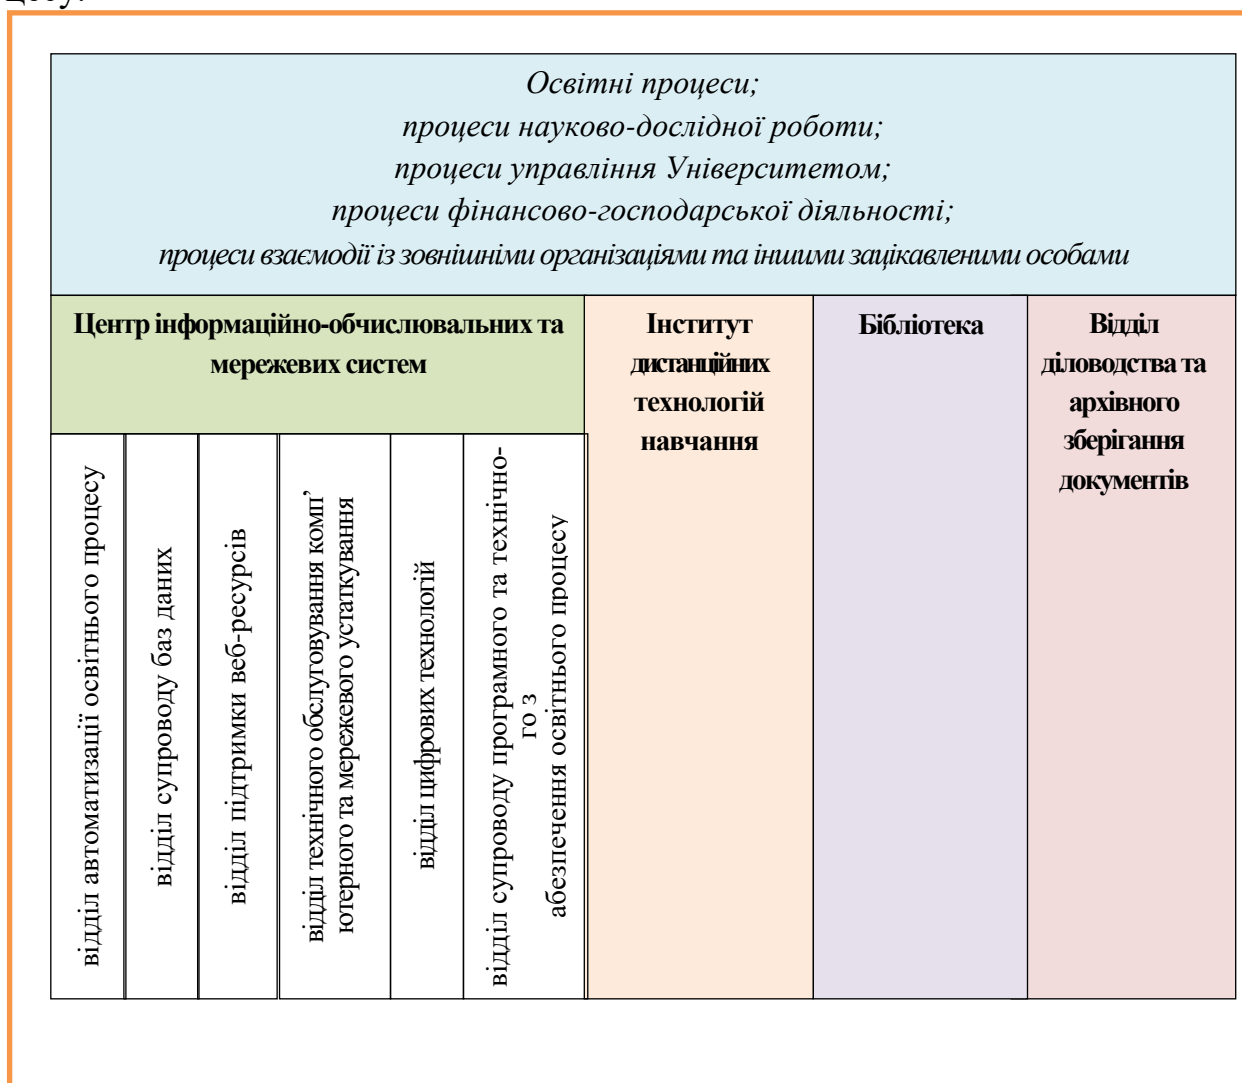 цесу.
Освітні процеси;
процеси науково-дослідної роботи;
процеси управління Університетом;
процеси фінансово-господарської діяльності;
процеси взаємодії із зовнішніми організаціями та іншими зацікавленими особами
Центр інформаційно-обчислювальних та
мережевих систем
Інститут
дистанційних
технологій
навчання
Бібліотека
Відділ
діловодства та
архівного
зберігання
документів
відділ автоматизації освітнього процесу
відділ супроводу баз даних
відділ підтримки веб-ресурсів
відділ технічного обслуговування комп’
ютерного та мережевого устаткування
відділ цифрових технологій
відділ супроводу програмного та технічно-
го з
абезпечення освітнього процесу